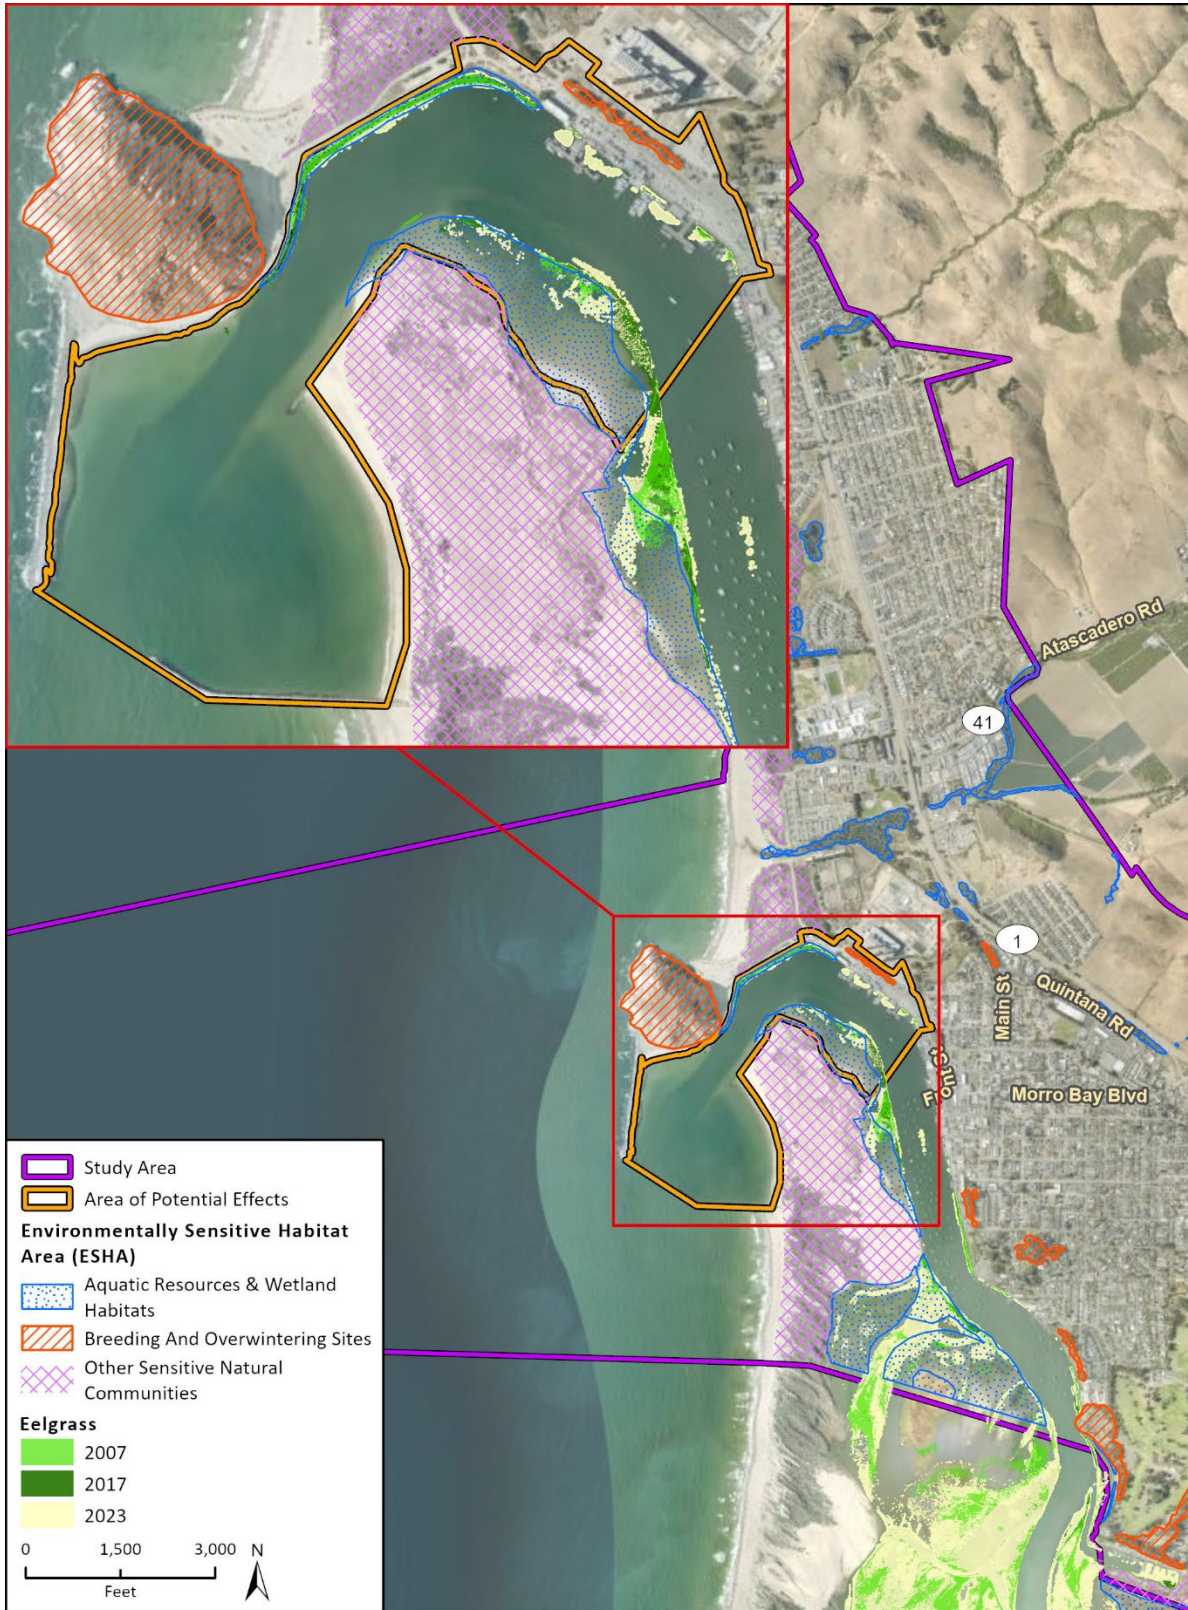 Atascadero Rd
41
1
Main St
Quintana Rd
Front St
Morro Bay Blvd
Study Area
Area of Potential Effects
Environmentally Sensitive Habitat
Area (ESHA)
Aquatic Resources & Wetland
Habitats
Breeding And Overwintering Sites
Other Sensitive Natural
Communities
Eelgrass
2007
2017
2023
0 1,500 3,000
Feet
N